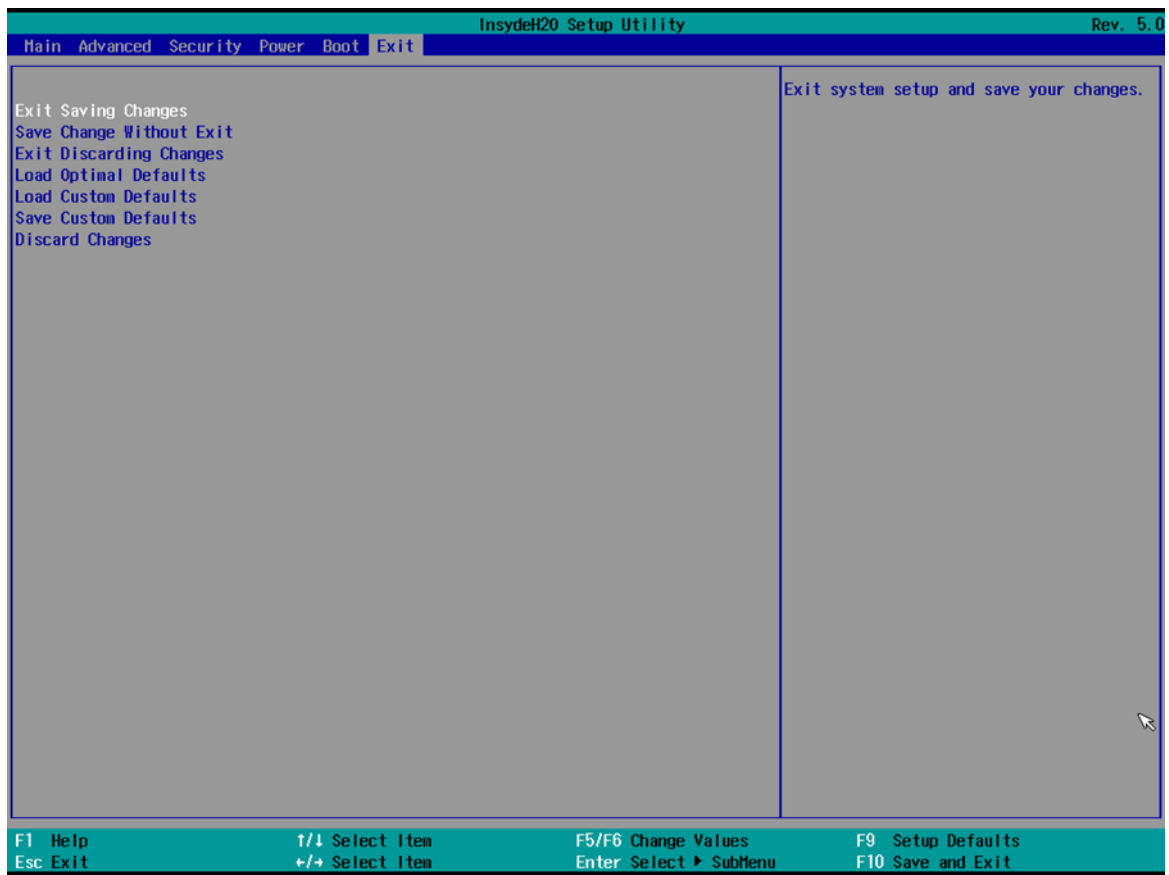 InsydeH20 Setup Utility Rev. 5.0
Main Advanced Security Power Boot Exit
Exit system setup and save your changes.
Exit Saving Changes
Save Change Without Exit
Exit Discarding Changes
Load Optimal Defaults
Load Custom Defaults
Save Custom Defaults
Discard Changes
F1 Help ↑/↓ Select Item F5/F6 Change Values F9 Setup Defaults
Esc Exit ←/→ Select Item Enter Select ▶ SubMenu F10 Save and Exit